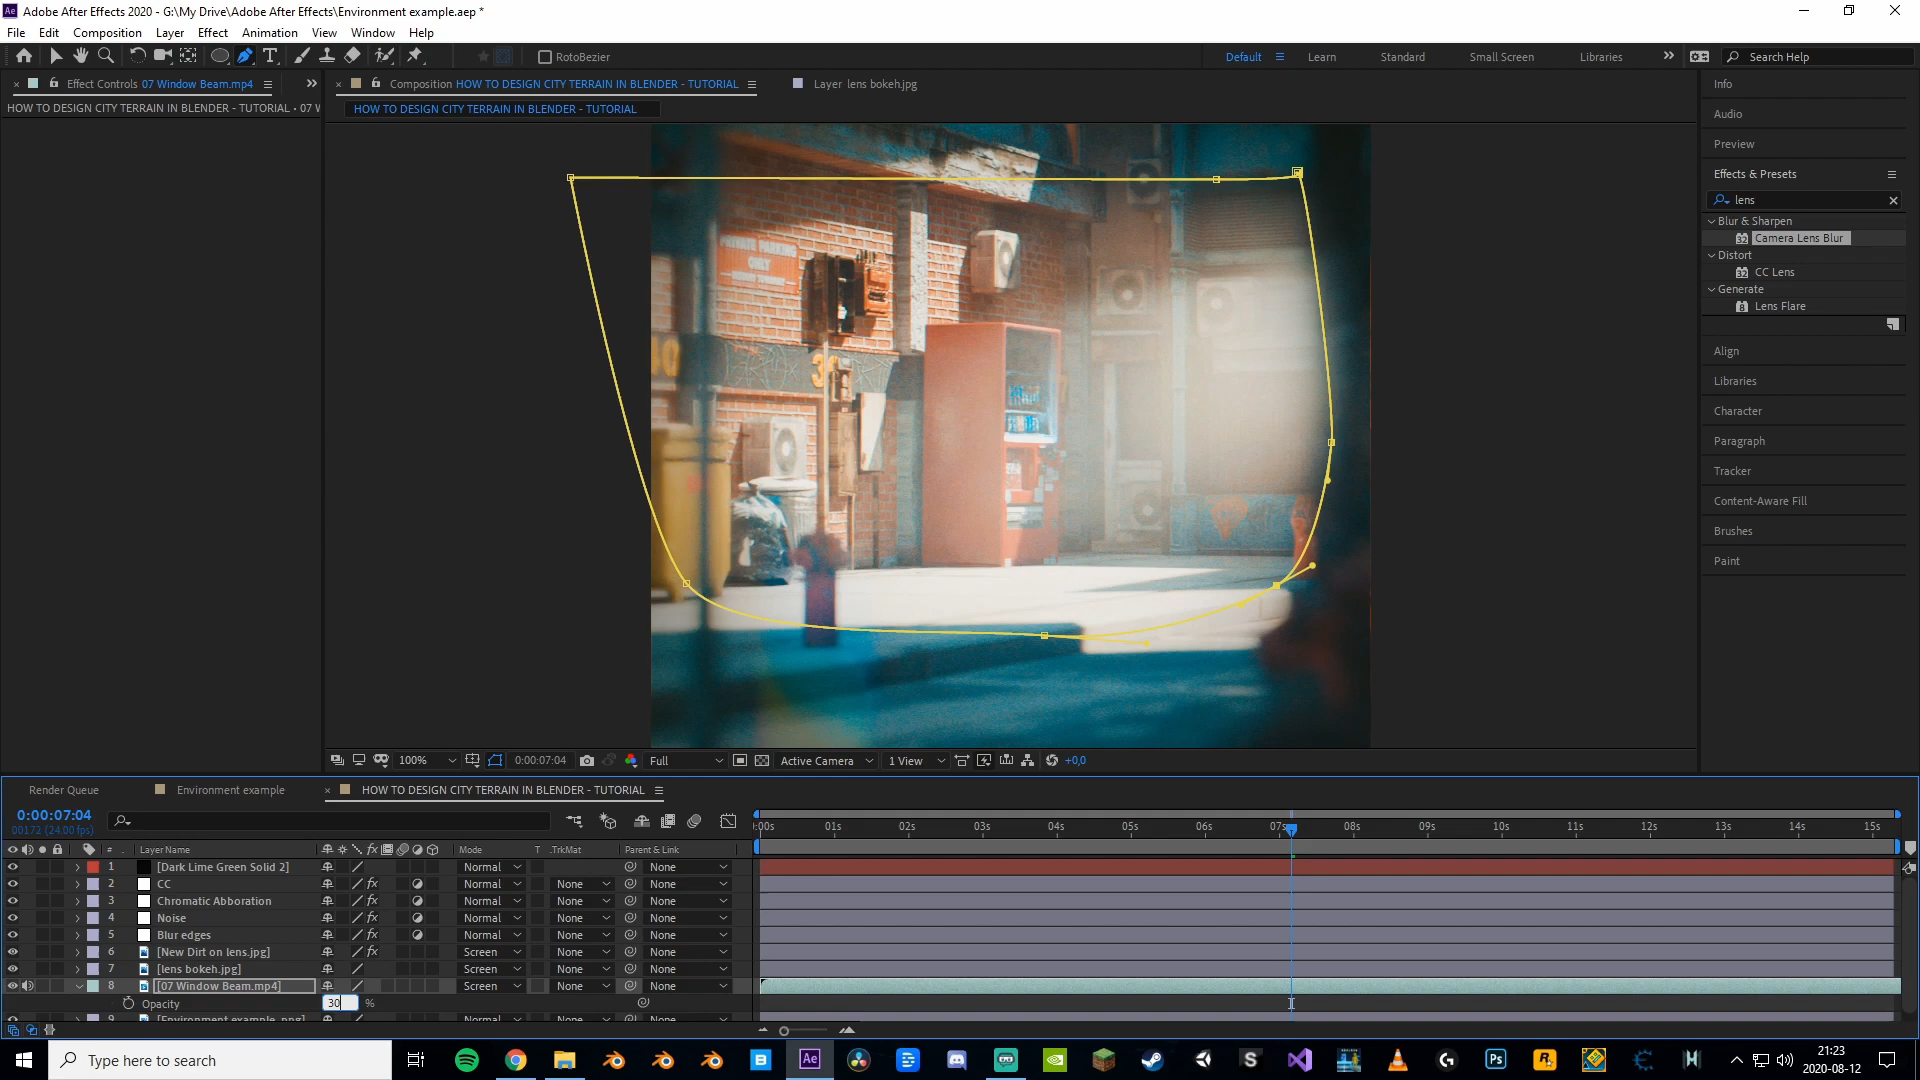 Adobe After Effects 2020 - G:\My Drive\Adobe After Effects\Environment example.aep *
File Edit Composition Layer Effect Animation View Window Help
RotoBezier
Default Learn Standard Small Screen Libraries Search Help
Effect Controls 07 Window Beam.mp4
Composition HOW TO DESIGN CITY TERRAIN IN BLENDER - TUTORIAL
Layer lens bokeh.jpg
HOW TO DESIGN CITY TERRAIN IN BLENDER - TUTORIAL • 07 W
HOW TO DESIGN CITY TERRAIN IN BLENDER - TUTORIAL
Info
Audio
Preview
Effects & Presets
lens
Blur & Sharpen
Camera Lens Blur
Distort
CC Lens
Generate
Lens Flare
Align
Libraries
Character
Paragraph
Tracker
Content-Aware Fill
Brushes
Paint
PRIVATE PARKING
ONLY
100% 0:00:07:04 Full Active Camera 1 View +0,0
Render Queue Environment example HOW TO DESIGN CITY TERRAIN IN BLENDER - TUTORIAL
0:00:07:04
00172 (24.00 fps)
:00s 01s 02s 03s 04s 05s 06s 07s 08s 09s 10s 11s 12s 13s 14s 15s
# Layer Name Mode T .TrkMat Parent & Link
1 [Dark Lime Green Solid 2] Normal None
2 CC Normal None None
3 Chromatic Abboration Normal None None
4 Noise Normal None None
5 Blur edges Normal None None
6 [New Dirt on lens.jpg] Screen None None
7 [lens bokeh.jpg] Screen None None
8 [07 Window Beam.mp4] Screen None None
Opacity 30 %
9 [Environment example .png] Normal None None
Type here to search
21:23
2020-08-12